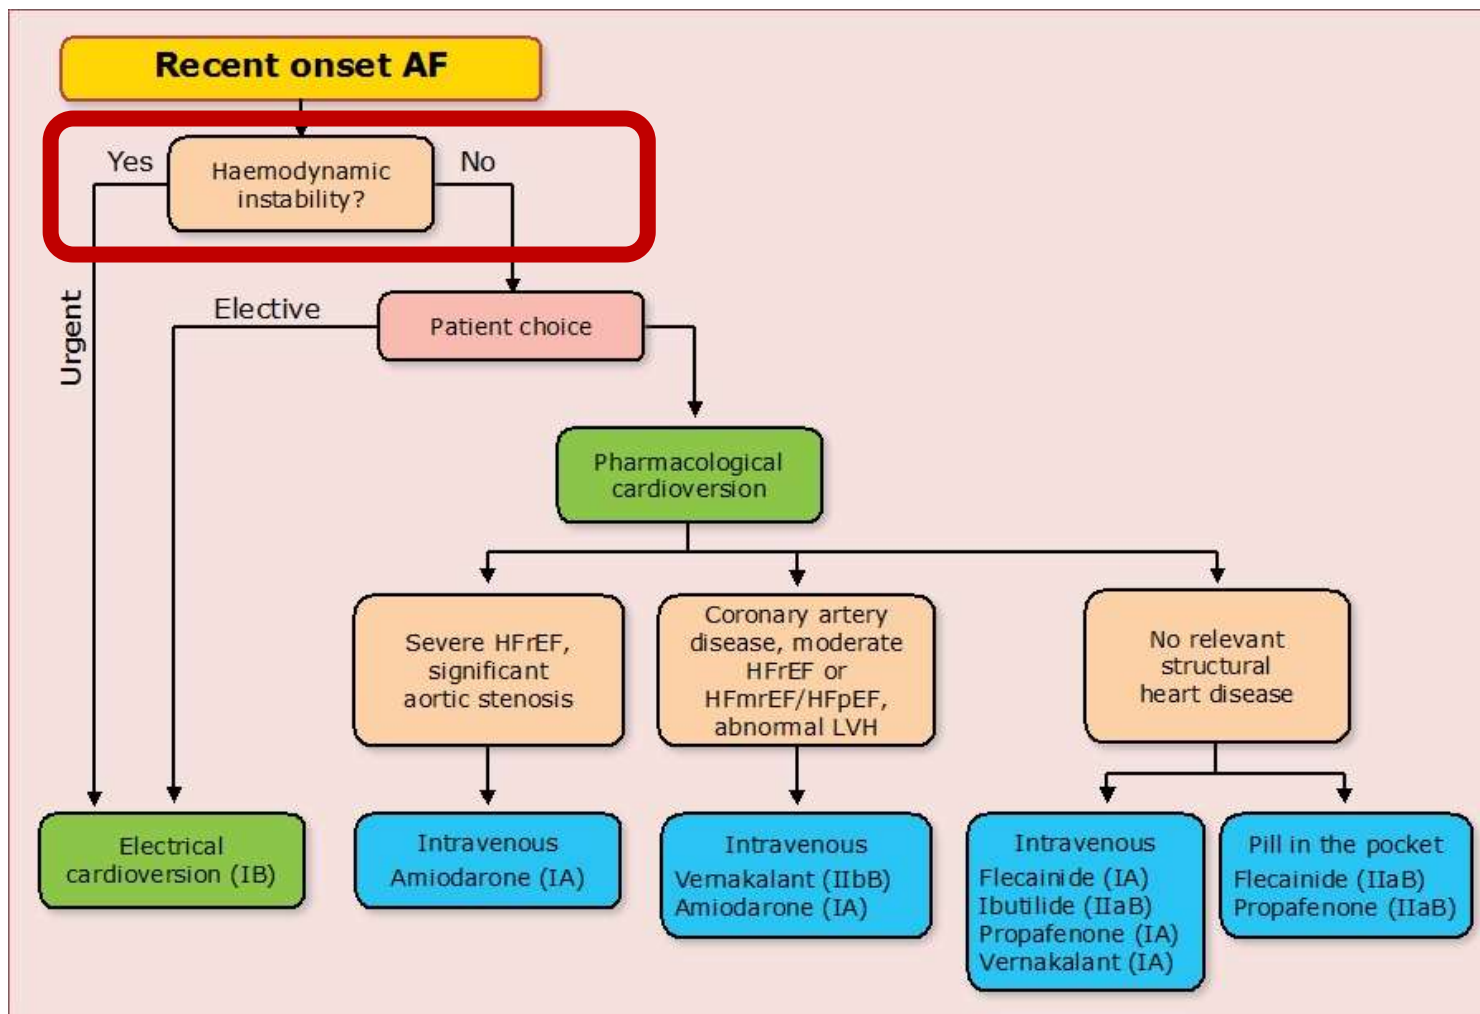 Recent onset AF
Yes
Haemodynamic
instability?
No
Urgent
Elective
Patient choice
Pharmacological
cardioversion
Severe HFrEF,
significant
aortic stenosis
Coronary artery
disease, moderate
HFrEF or
HFmrEF/HFpEF,
abnormal LVH
No relevant
structural
heart disease
Electrical
cardioversion (IB)
Intravenous
Amiodarone (IA)
Intravenous
Vernakalant (IIbB)
Amiodarone (IA)
Intravenous
Flecainide (IA)
Ibutilide (IIaB)
Propafenone (IA)
Vernakalant (IA)
Pill in the pocket
Flecainide (IIaB)
Propafenone (IIaB)